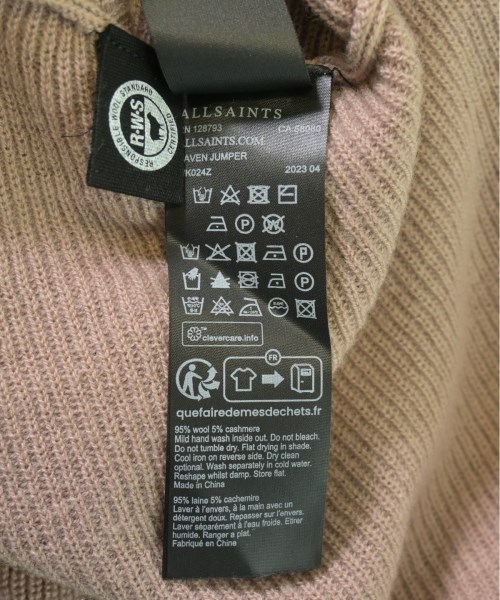 RESPONSIBLE WOOL STANDARD
R-W-S
CERTIFIED
ALLSAINTS
RN 128793 CA 58080
ALLSAINTS.COM
AVEN JUMPER
K024Z 2023 04
P W
P
P
clevercare.info
FR
quefairedemesdechets.fr
95% wool 5% cashmere
Mild hand wash inside out. Do not bleach.
Do not tumble dry. Flat drying in shade.
Cool iron on reverse side. Dry clean
optional. Wash separately in cold water.
Reshape whilst damp. Store flat.
Made in China
95% laine 5% cachemire
Laver à l'envers, à la main avec un
détergent doux. Repasser sur l'envers.
Laver séparément à l'eau froide. Etirer
humide. Ranger a plat.
Fabriqué en Chine